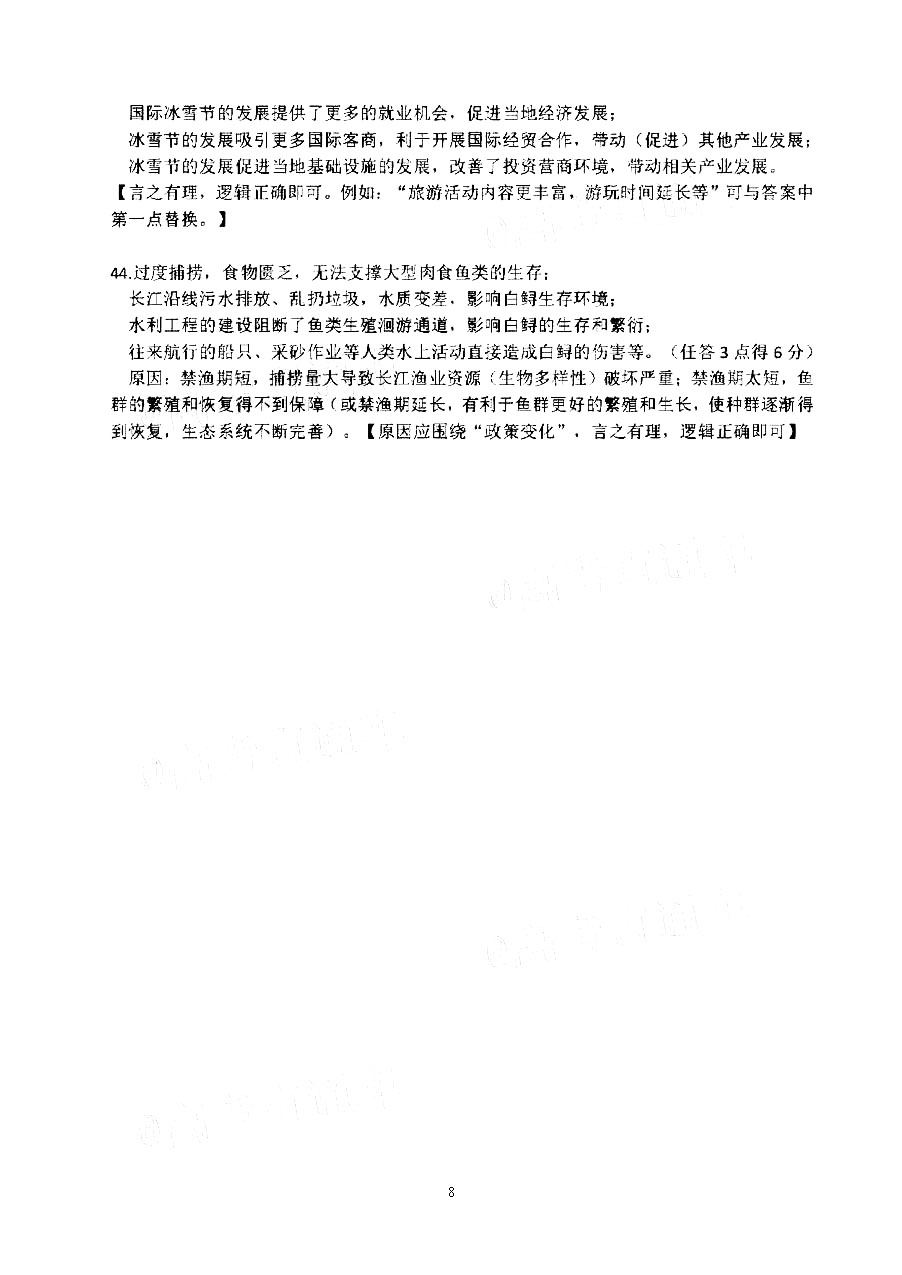 国际冰雪节的发展提供了更多的就业机会，促进当地经济发展；
冰雪节的发展吸引更多国际客商，利于开展国际经贸合作，带动（促进）其他产业发展；
冰雪节的发展促进当地基础设施的发展，改善了投资营商环境，带动相关产业发展。
【言之有理，逻辑正确即可。例如：“旅游活动内容更丰富，游玩时间延长等”可与答案中
第一点替换。】
44.过度捕捞，食物匮乏，无法支撑大型肉食鱼类的生存；
长江沿线污水排放、乱扔垃圾，水质变差，影响白鲟生存环境；
水利工程的建设阻断了鱼类生殖洄游通道，影响白鲟的生存和繁衍；
往来航行的船只、采砂作业等人类水上活动直接造成白鲟的伤害等。（任答 3 点得 6 分）
原因：禁渔期短，捕捞量大导致长江渔业资源（生物多样性）破坏严重；禁渔期太短，鱼
群的繁殖和恢复得不到保障（或禁渔期延长，有利于鱼群更好的繁殖和生长，使种群逐渐得
到恢复，生态系统不断完善）。【原因应围绕“政策变化”，言之有理，逻辑正确即可】
8